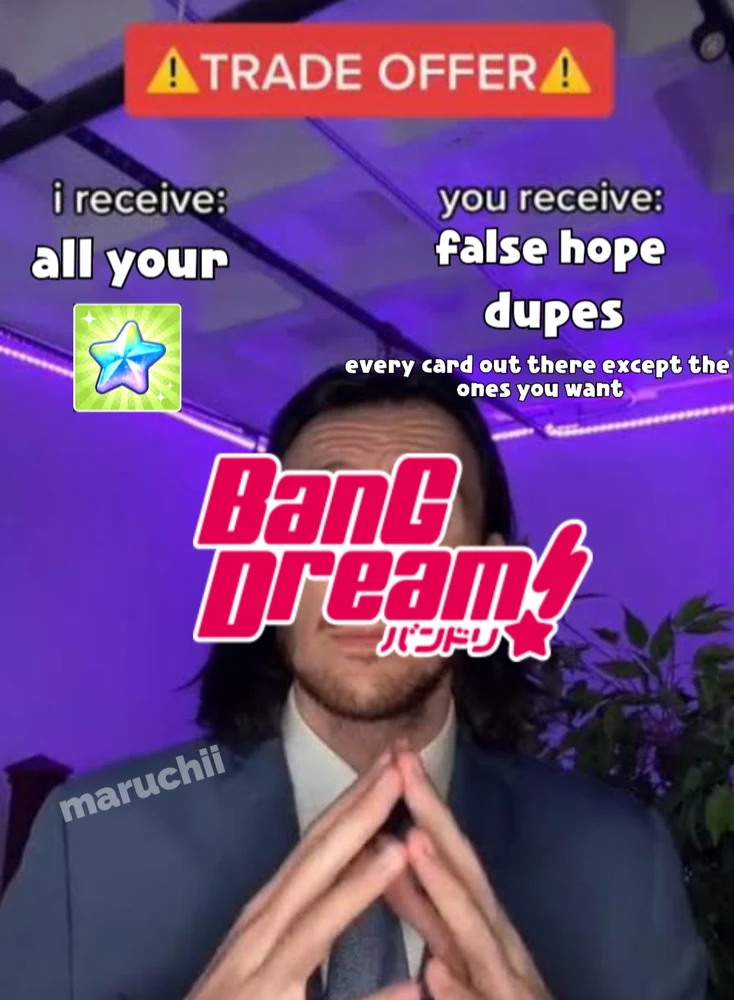 ⚠️TRADE OFFER⚠️
i receive:
all your
you receive:
false hope
dupes
every card out there except the
ones you want
BanG
Dream!
バンドリ
maruchii